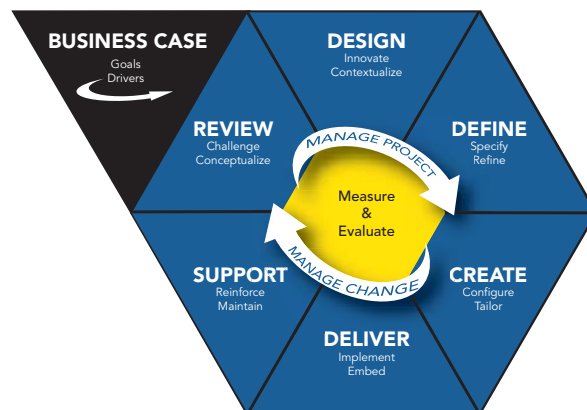 BUSINESS CASE
Goals
Drivers
DESIGN
Innovate
Contextualize
REVIEW
Challenge
Conceptualize
DEFINE
Specify
Refine
MANAGE PROJECT
Measure
&
Evaluate
MANAGE CHANGE
SUPPORT
Reinforce
Maintain
CREATE
Configure
Tailor
DELIVER
Implement
Embed